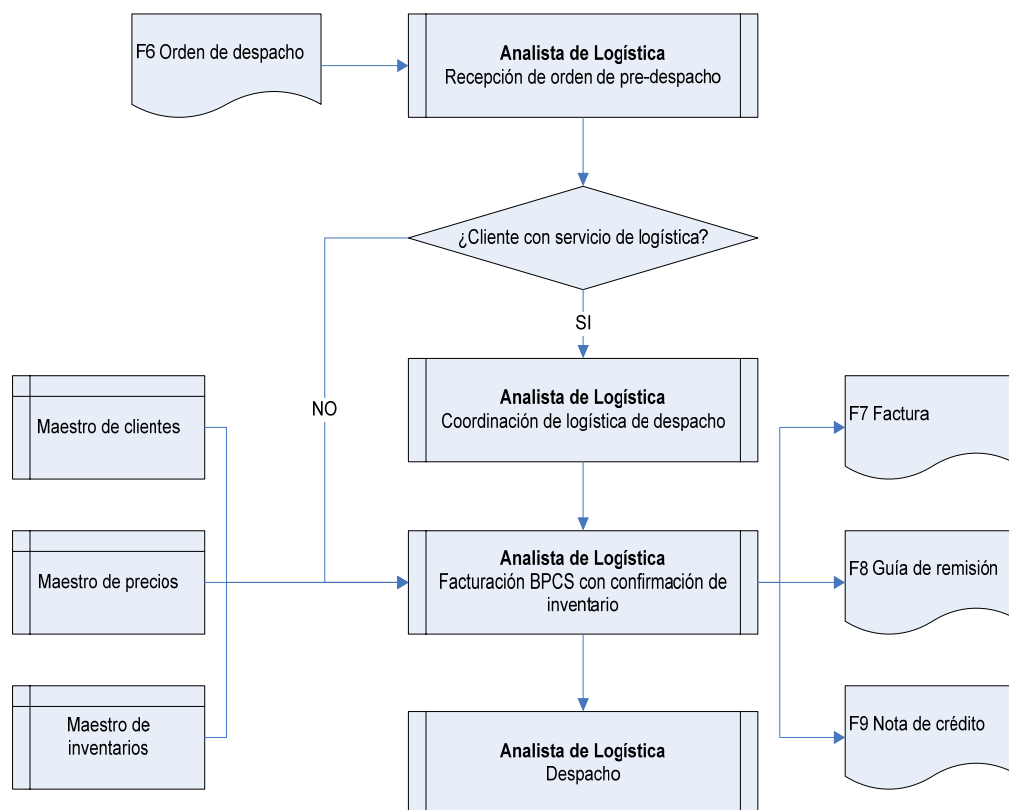 F6 Orden de despacho
Analista de Logística
Recepción de orden de pre-despacho
¿Cliente con servicio de logística?
SI
NO
Analista de Logística
Coordinación de logística de despacho
Maestro de clientes
F7 Factura
Maestro de precios
Analista de Logística
Facturación BPCS con confirmación de
inventario
F8 Guía de remisión
Maestro de
inventarios
Analista de Logística
Despacho
F9 Nota de crédito